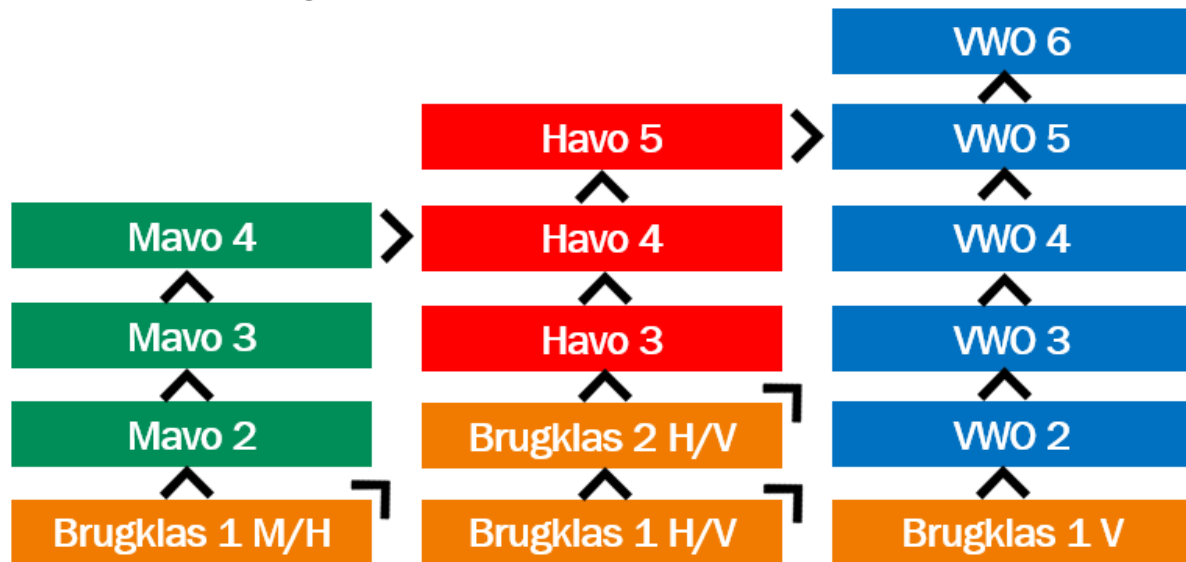 VWO 6
Havo 5
VWO 5
Mavo 4
Havo 4
VWO 4
Mavo 3
Havo 3
VWO 3
Mavo 2
Brugklas 2 H/V
VWO 2
Brugklas 1 M/H
Brugklas 1 H/V
Brugklas 1 V